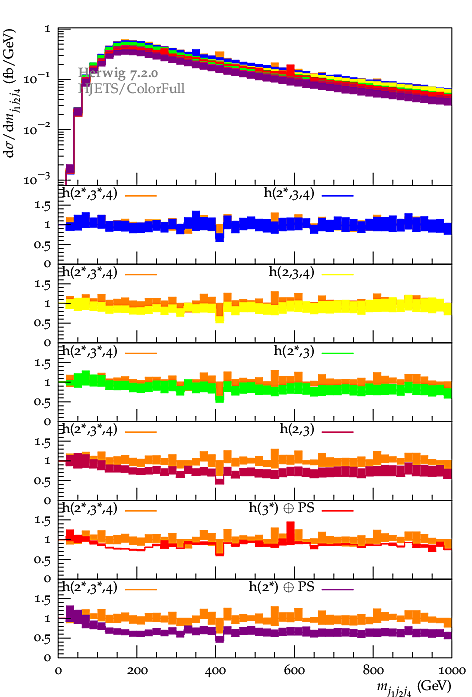 dσ/dm_{j₁j₂j₄} (fb/GeV)
1
10⁻¹
10⁻²
10⁻³
Herwig 7.2.0
HJETS/ColorFull
h(2*,3*,4) h(2*,3,4)
1.5
1
0.5
0
h(2*,3*,4) h(2,3,4)
1.5
1
0.5
0
h(2*,3*,4) h(2*,3)
1.5
1
0.5
0
h(2*,3*,4) h(2,3)
1.5
1
0.5
0
h(2*,3*,4) h(3*) ⊕ PS
1.5
1
0.5
0
h(2*,3*,4) h(2*) ⊕ PS
1.5
1
0.5
0
0 200 400 600 800 1000
m_{j₁j₂j₄} (GeV)